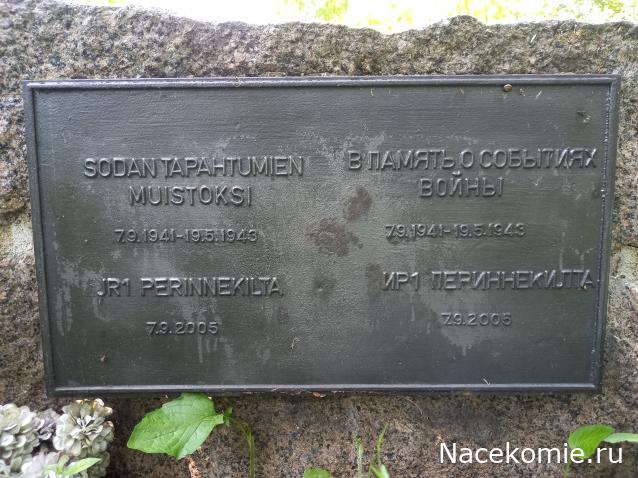 SODAN TAPAHTUMIEN
MUISTOKSI
7.9.1941-19.5.1943
JR1 PERINNEKILTA
7.9.2005
В ПАМЯТЬ О СОБЫТИЯХ
ВОЙНЫ
7.9.1941-19.5.1943
ИР1 ПЕРИННЕКИЛТА
7.9.2005
Nacekomie.ru